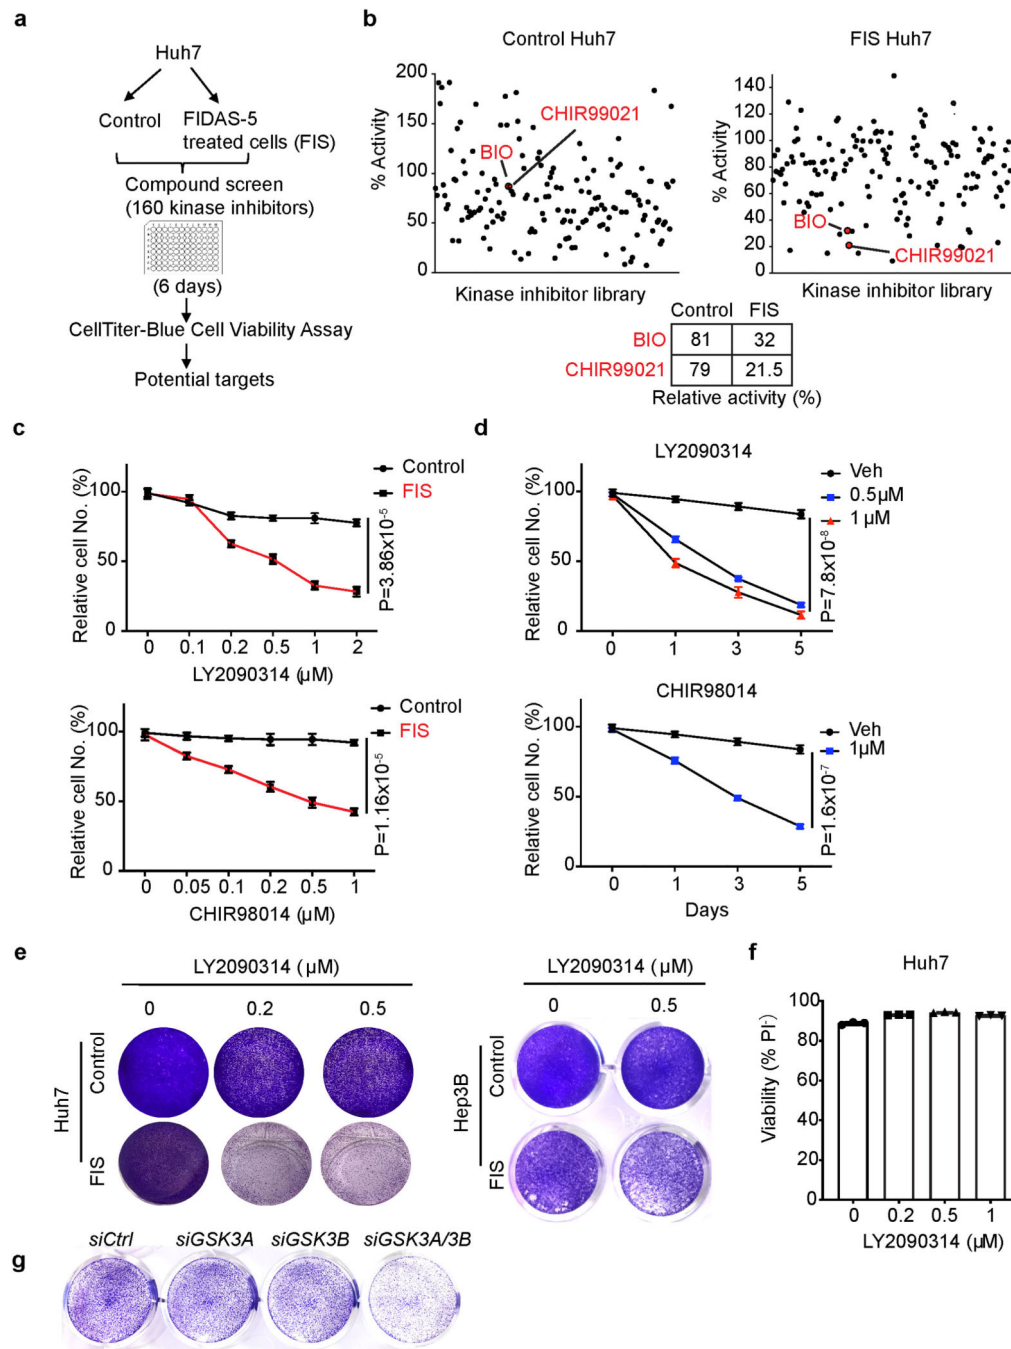 a
Huh7
Control
FIDAS-5
treated cells (FIS)
Compound screen
(160 kinase inhibitors)
(6 days)
CellTiter-Blue Cell Viability Assay
Potential targets
b
Control Huh7
% Activity
200
150
100
50
0
CHIR99021
BIO
Kinase inhibitor library
FIS Huh7
% Activity
140
120
100
80
60
40
20
0
BIO
CHIR99021
Kinase inhibitor library
Control FIS
BIO 81 32
CHIR99021 79 21.5
Relative activity (%)
c
Relative cell No. (%)
100
50
0
Control
FIS
P=3.86x10-5
0 0.1 0.2 0.5 1 2
LY2090314 (µM)
Relative cell No. (%)
100
50
0
Control
FIS
P=1.16x10-5
0 0.05 0.1 0.2 0.5 1
CHIR98014 (µM)
d
LY2090314
Relative cell No. (%)
100
50
0
Veh
0.5µM
1 µM
P=7.8x10-8
0 1 3 5
CHIR98014
Relative cell No. (%)
100
50
0
Veh
1µM
P=1.6x10-7
0 1 3 5
Days
e
LY2090314 (µM)
0 0.2 0.5
Huh7
Control
FIS
LY2090314 (µM)
0 0.5
Hep3B
Control
FIS
f
Huh7
Viability (% PI-)
100
80
60
40
20
0
0 0.2 0.5 1
LY2090314 (µM)
g
siCtrl siGSK3A siGSK3B siGSK3A/3B